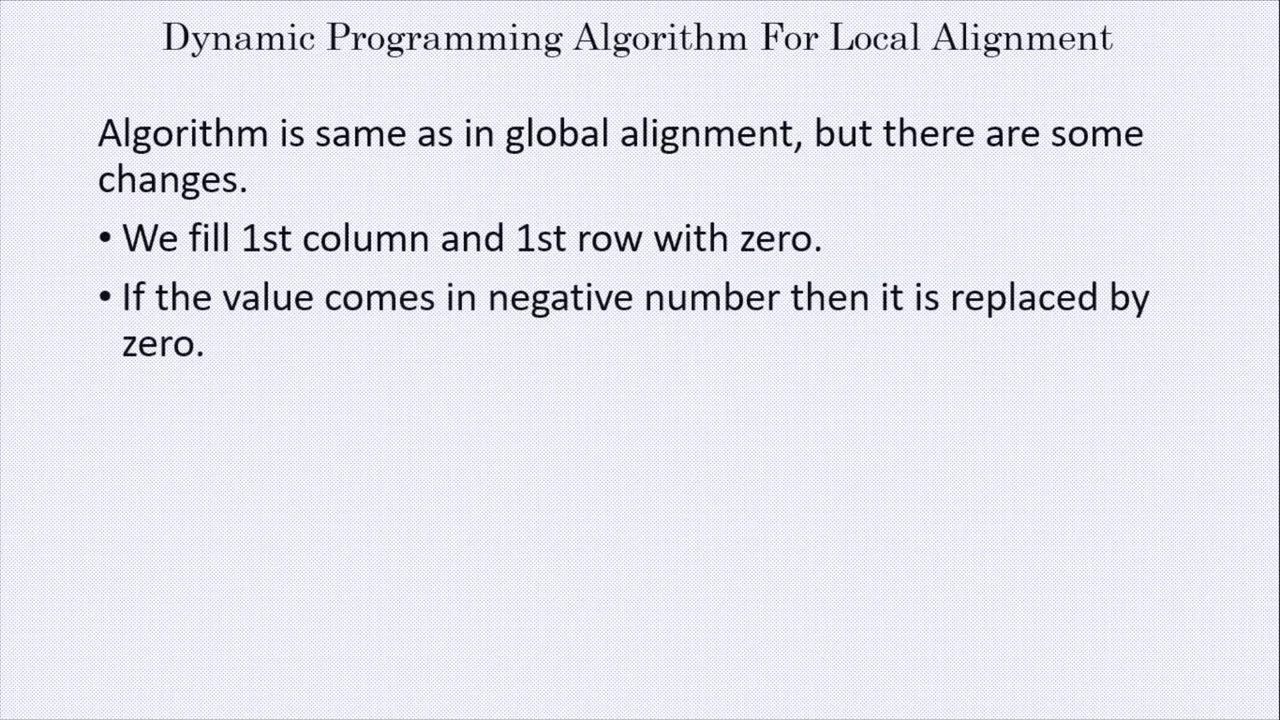 Dynamic Programming Algorithm For Local Alignment
Algorithm is same as in global alignment, but there are some
changes.
• We fill 1st column and 1st row with zero.
• If the value comes in negative number then it is replaced by
zero.